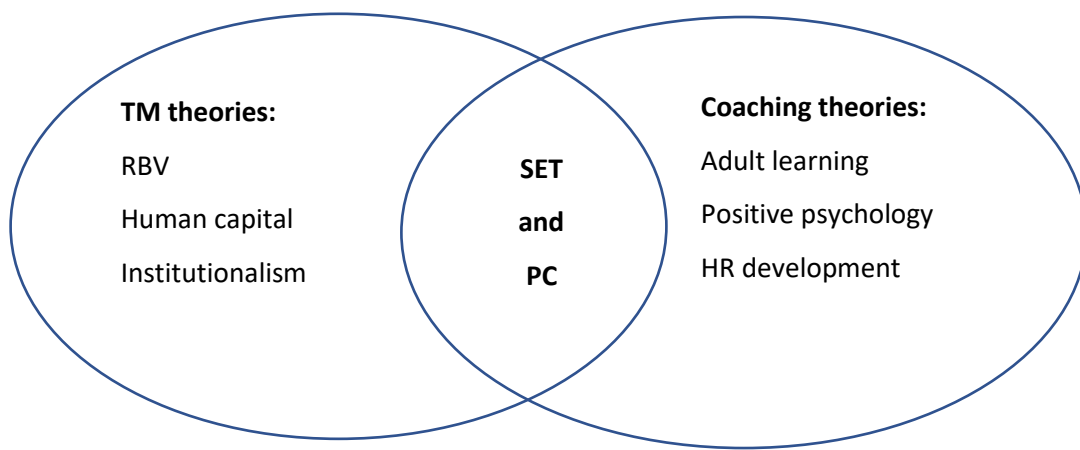 TM theories:
RBV
Human capital
Institutionalism
SET
and
PC
Coaching theories:
Adult learning
Positive psychology
HR development